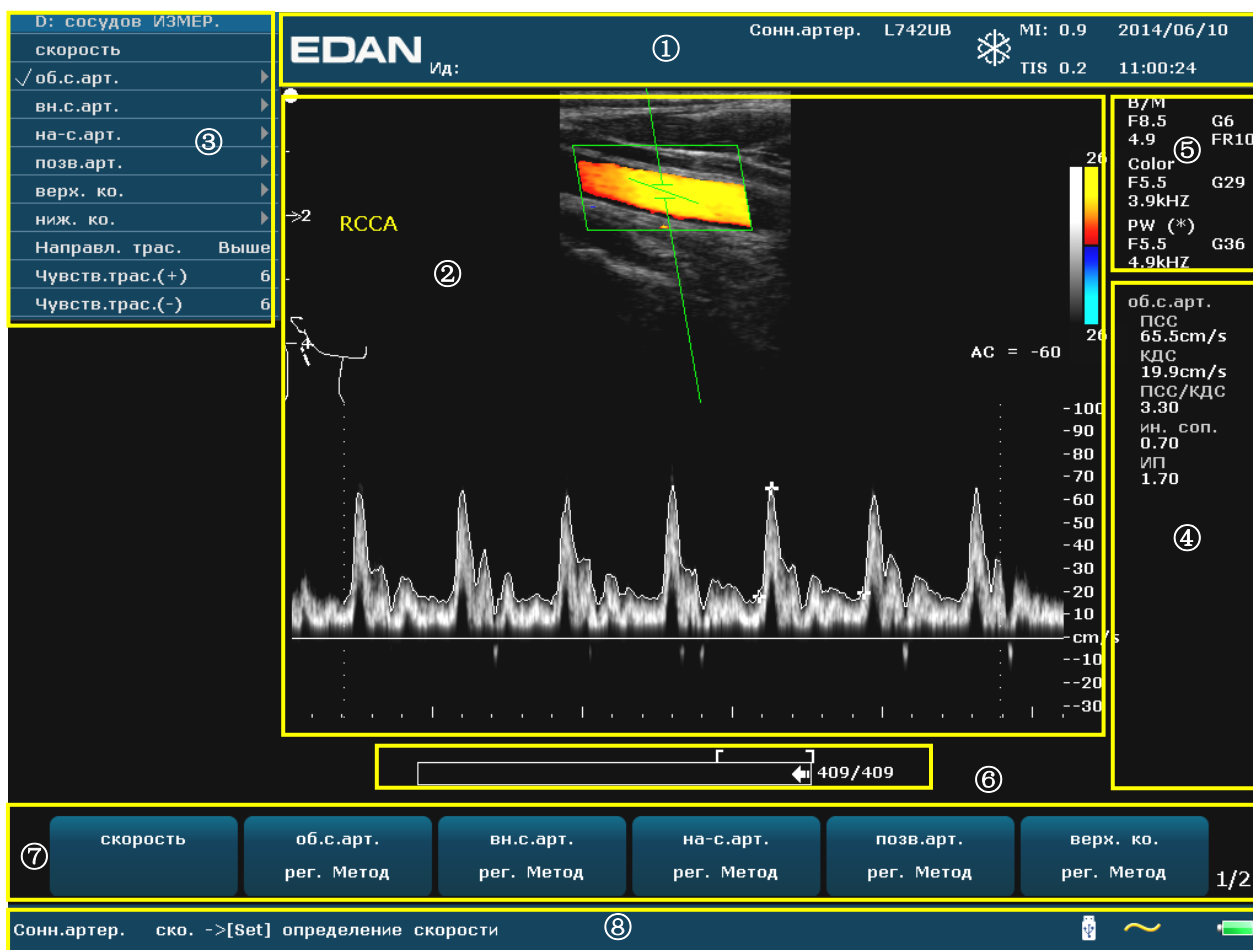 D: сосудов ИЗМЕР.
скорость
об.с.арт.
вн.с.арт.
на-с.арт.
позв.арт.
верх. ко.
ниж. ко.
Направл. трас. Выше
Чувств.трас.(+) 6
Чувств.трас.(-) 6
③
EDAN
Ид:
①
Сонн.артер. L742UB
MI: 0.9 2014/06/10
TIS 0.2 11:00:24
2
4
RCCA
②
26
26
AC = -60
-100
-90
-80
-70
-60
-50
-40
-30
-20
-10
-cm/s
--10
--20
--30
B/M
F8.5 G6
4.9 FR10
⑤
Color
F5.5 G29
3.9kHZ
PW (*)
F5.5 G36
4.9kHZ
об.с.арт.
ПСС
65.5cm/s
КДС
19.9cm/s
ПСС/КДС
3.30
ин. соп.
0.70
ИП
1.70
④
409/409
⑥
⑦
скорость
об.с.арт.
рег. Метод
вн.с.арт.
рег. Метод
на-с.арт.
рег. Метод
позв.арт.
рег. Метод
верх. ко.
рег. Метод
1/2
Сонн.артер. ско. ->[Set] определение скорости
⑧